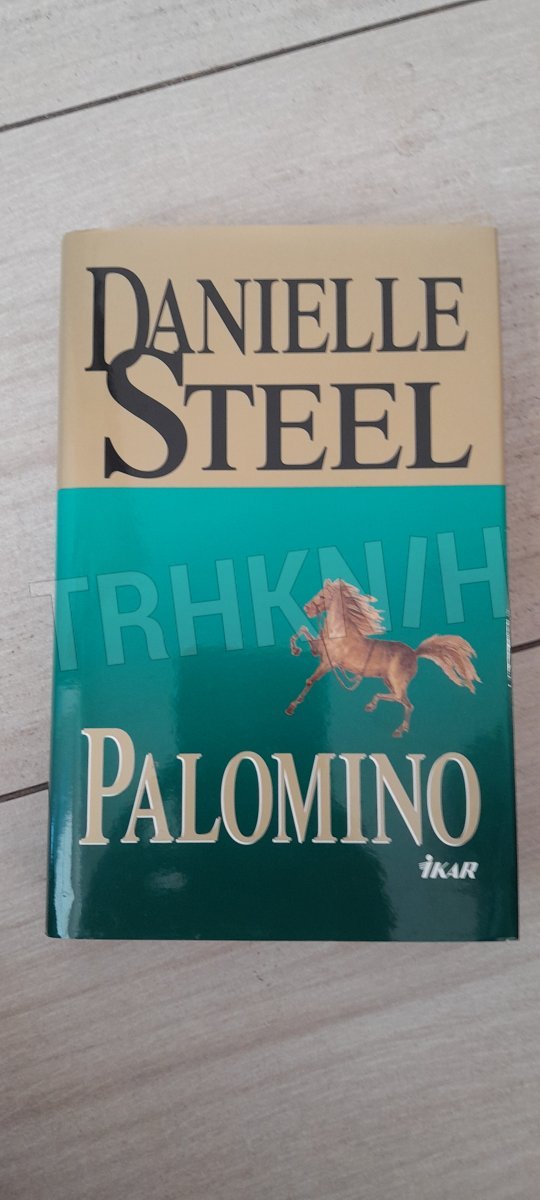 DANIELLE
STEEL
TRHKNIH
PALOMINO
IKAR